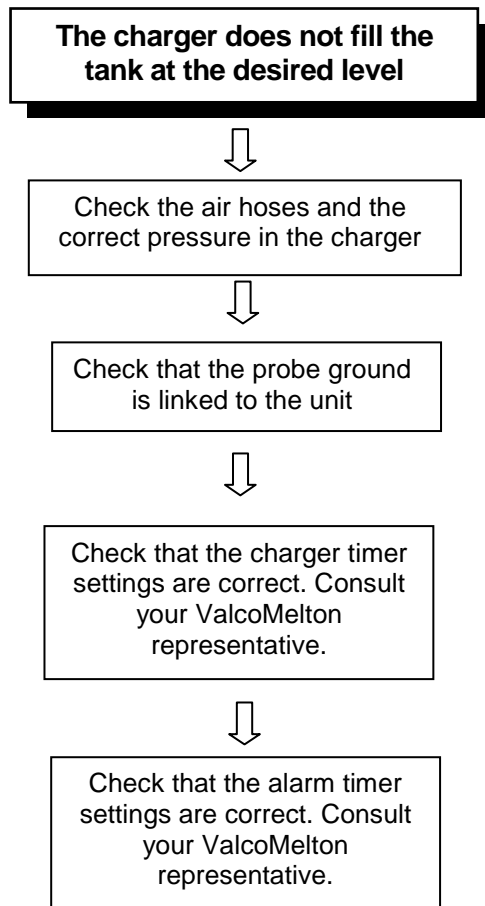 The charger does not fill the
tank at the desired level
Check the air hoses and the
correct pressure in the charger
Check that the probe ground
is linked to the unit
Check that the charger timer
settings are correct. Consult
your ValcoMelton
representative.
Check that the alarm timer
settings are correct. Consult
your ValcoMelton
representative.